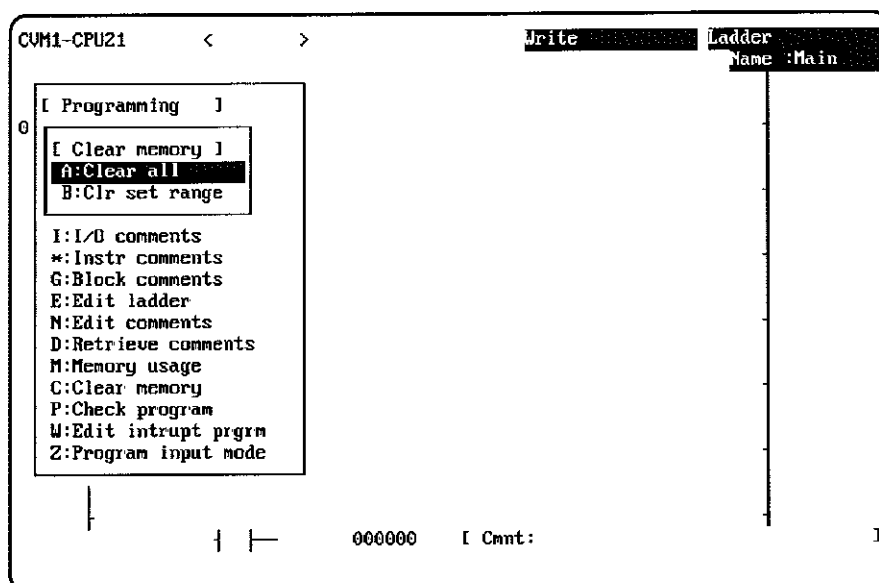 CVM1-CPU21 < > Write Ladder
Name :Main
[ Programming ]
0
[ Clear memory ]
A:Clear all
B:Clr set range
I:I/O comments
*:Instr comments
G:Block comments
E:Edit ladder
N:Edit comments
D:Retrieve comments
M:Memory usage
C:Clear memory
P:Check program
W:Edit intrupt prgrm
Z:Program input mode
000000 [ Cmnt: ]